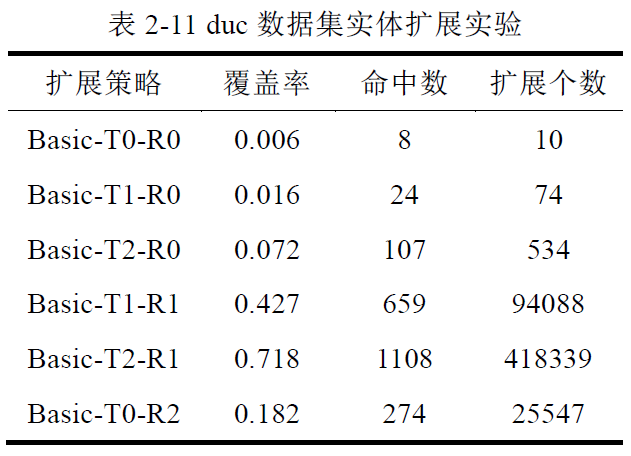 表 2-11 duc 数据集实体扩展实验
扩展策略 覆盖率 命中数 扩展个数
Basic-T0-R0 0.006 8 10
Basic-T1-R0 0.016 24 74
Basic-T2-R0 0.072 107 534
Basic-T1-R1 0.427 659 94088
Basic-T2-R1 0.718 1108 418339
Basic-T0-R2 0.182 274 25547